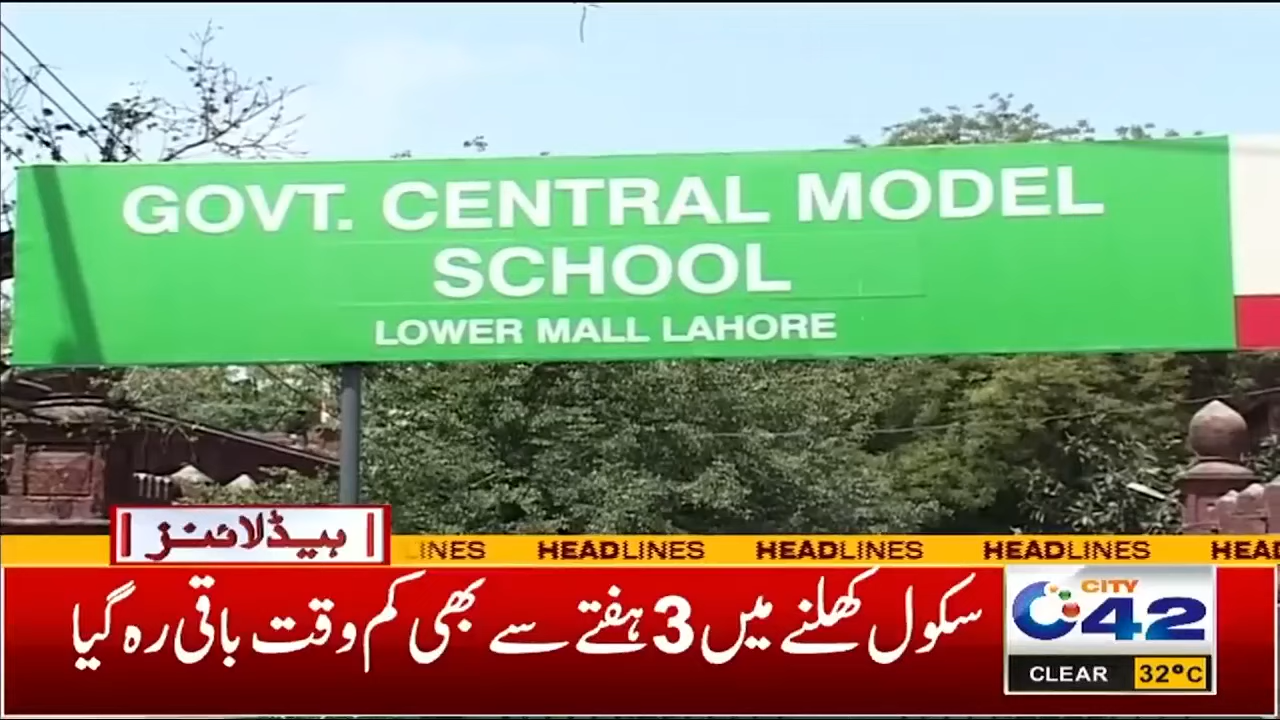 GOVT. CENTRAL MODEL
SCHOOL
LOWER MALL LAHORE
ہیڈلائنز
LINES HEADLINES HEADLINES HEADLINES HEAD
سکول کھلنے میں 3 ہفتے سے بھی کم وقت باقی رہ گیا
CITY
42
CLEAR 32°C